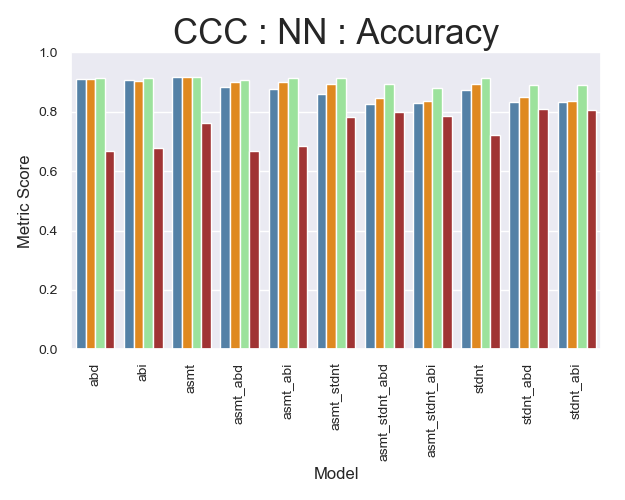 CCC : NN : Accuracy
1.0
0.8
0.6
0.4
0.2
0.0
Metric Score
abd
abi
asmt
asmt_abd
asmt_abi
asmt_stdnt
asmt_stdnt_abd
asmt_stdnt_abi
stdnt
stdnt_abd
stdnt_abi
Model